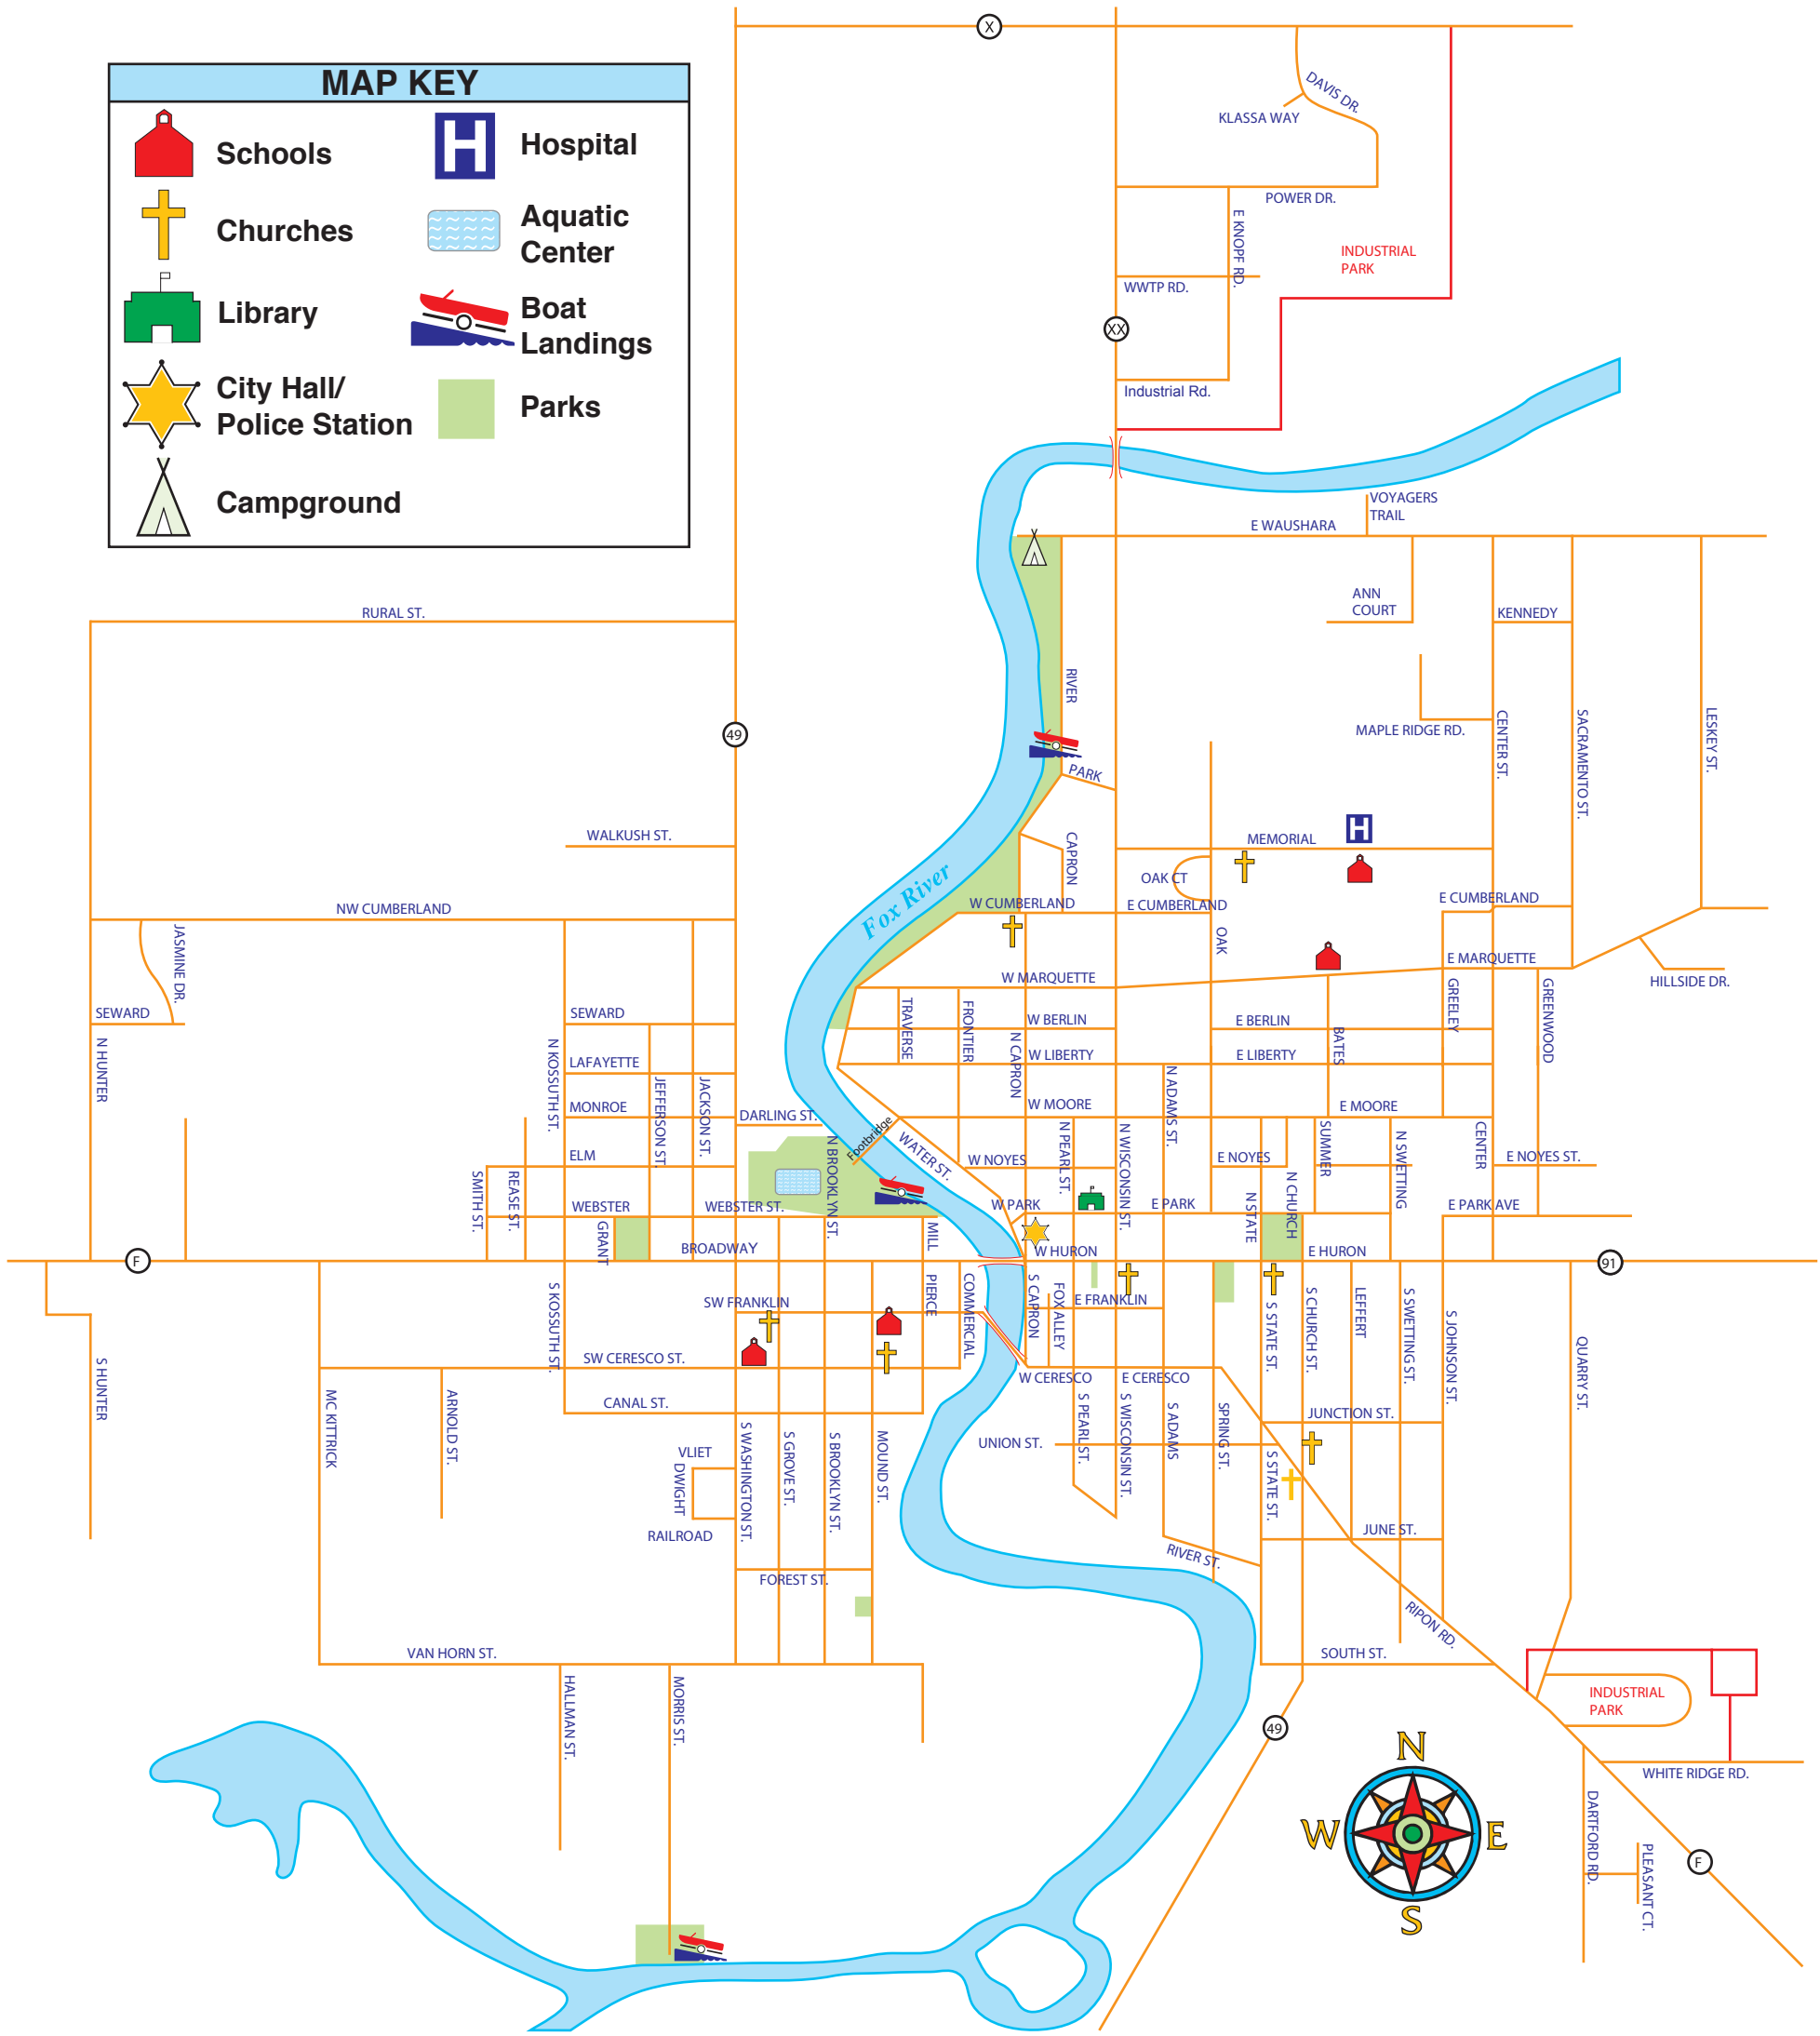 X
MAP KEY
Schools
Hospital
Churches
Aquatic
Center
Library
Boat
Landings
City Hall/
Police Station
Parks
Campground
DAVIS DR.
KLASSA WAY
POWER DR.
E KNOPF RD.
INDUSTRIAL
PARK
WWTP RD.
XX
Industrial Rd.
VOYAGERS
TRAIL
E WAUSHARA
ANN
COURT
KENNEDY
RURAL ST.
RIVER
49
MAPLE RIDGE RD.
CENTER ST.
SACRAMENTO ST.
LESKEY ST.
PARK
WALKUSH ST.
CAPRON
H
MEMORIAL
OAK CT
Fox River
NW CUMBERLAND
W CUMBERLAND
E CUMBERLAND
E CUMBERLAND
JASMINE DR.
OAK
E MARQUETTE
W MARQUETTE
HILLSIDE DR.
SEWARD
SEWARD
TRAVERSE
FRONTIER
W BERLIN
E BERLIN
GREELEY
GREENWOOD
N HUNTER
N KOSSUTH ST.
LAFAYETTE
N CAPRON
W LIBERTY
E LIBERTY
BATES
JEFFERSON ST.
JACKSON ST.
N ADAMS ST.
MONROE
DARLING ST.
W MOORE
E MOORE
Footbridge
WATER ST.
N BROOKLYN ST.
N PEARL ST.
N WISCONSIN ST.
SUMMER
N SWETTING
CENTER
ELM
W NOYES
E NOYES
E NOYES ST.
SMITH ST.
REASE ST.
N CHURCH
N STATE
WEBSTER
WEBSTER ST.
W PARK
E PARK
E PARK AVE
GRANT
MILL
BROADWAY
W HURON
E HURON
F
91
S KOSSUTH ST.
PIERCE
COMMERCIAL
S CAPRON
FOX ALLEY
SW FRANKLIN
E FRANKLIN
S STATE ST.
S CHURCH ST.
LEFFERT
S SWETTING ST.
S JOHNSON ST.
QUARRY ST.
S HUNTER
SW CERESCO ST.
W CERESCO
E CERESCO
MC KITTRICK
ARNOLD ST.
CANAL ST.
S PEARL ST.
S WISCONSIN ST.
S ADAMS
SPRING ST.
JUNCTION ST.
VLIET
DWIGHT
S WASHINGTON ST.
S GROVE ST.
S BROOKLYN ST.
MOUND ST.
UNION ST.
S STATE ST.
RAILROAD
JUNE ST.
RIVER ST.
FOREST ST.
RIPON RD.
VAN HORN ST.
SOUTH ST.
HALLMAN ST.
MORRIS ST.
INDUSTRIAL
PARK
49
N
WHITE RIDGE RD.
W
E
DARTFORD RD.
PLEASANT CT.
F
S